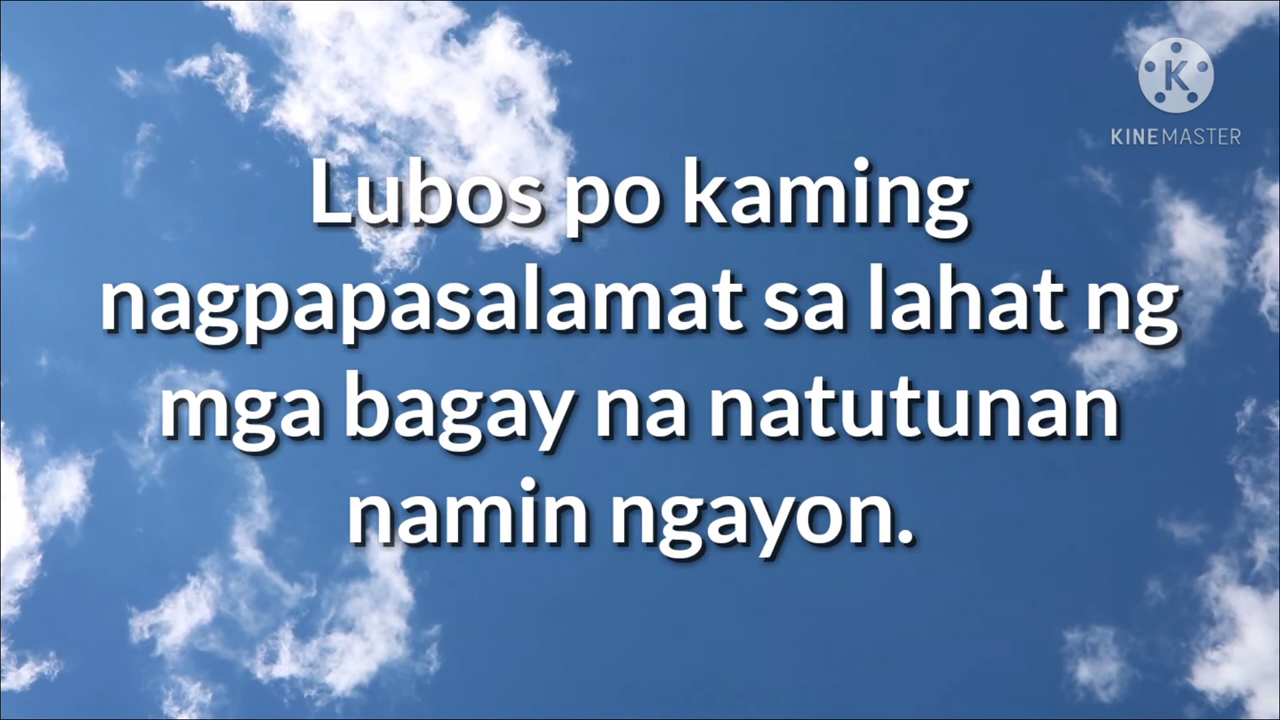 K
KINEMASTER
Lubos po kaming
nagpapasalamat sa lahat ng
mga bagay na natutunan
namin ngayon.